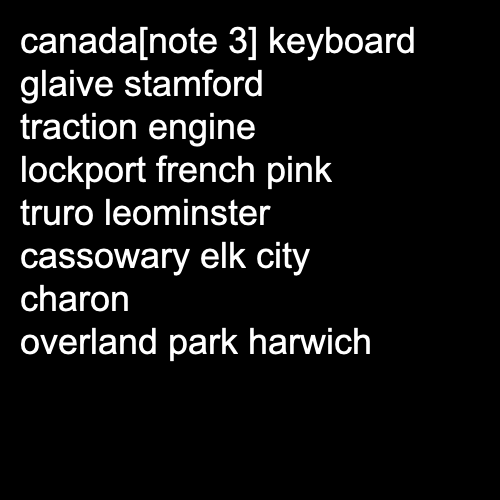 canada[note 3] keyboard
glaive stamford
traction engine
lockport french pink
truro leominster
cassowary elk city
charon
overland park harwich